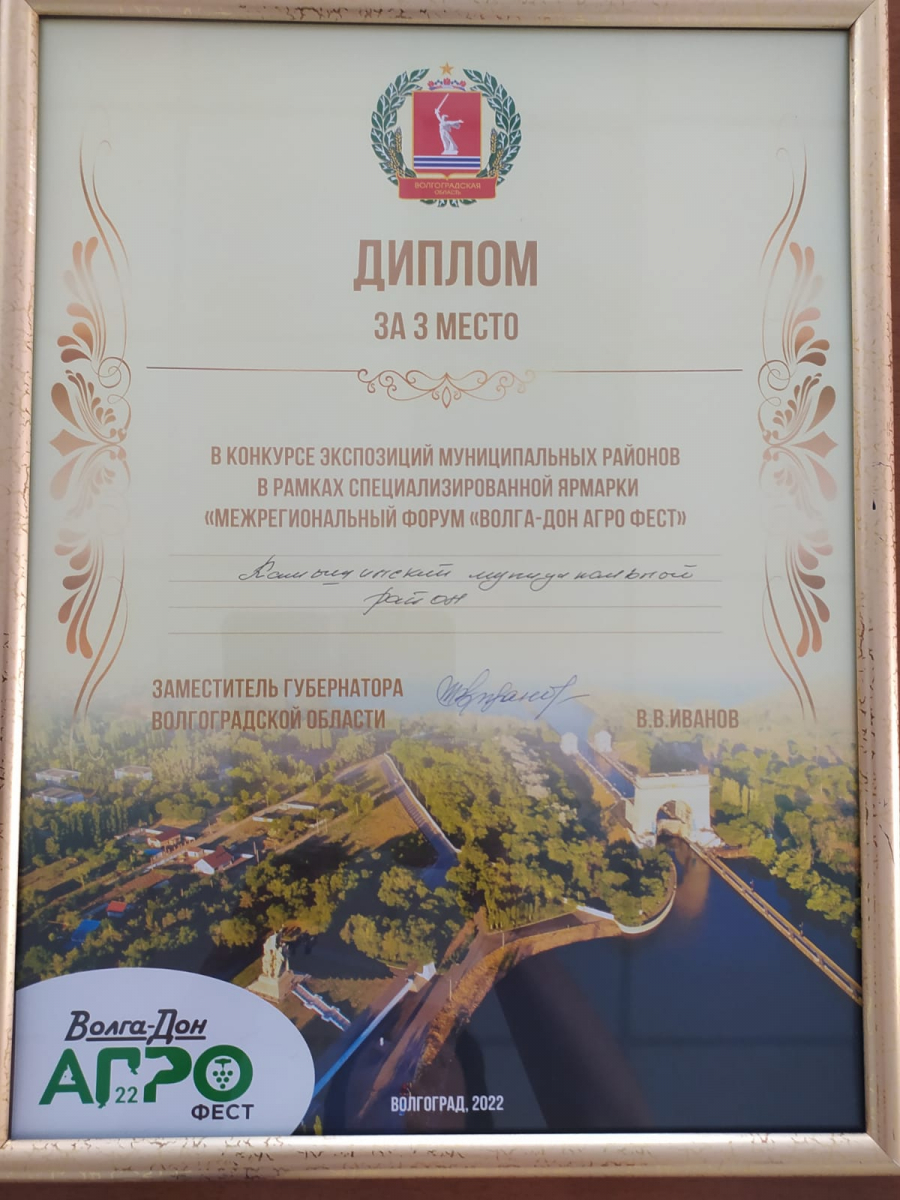 ВОЛГОГРАДСКАЯ
ОБЛАСТЬ
ДИПЛОМ
ЗА 3 МЕСТО
В КОНКУРСЕ ЭКСПОЗИЦИЙ МУНИЦИПАЛЬНЫХ РАЙОНОВ
В РАМКАХ СПЕЦИАЛИЗИРОВАННОЙ ЯРМАРКИ
«МЕЖРЕГИОНАЛЬНЫЙ ФОРУМ «ВОЛГА-ДОН АГРО ФЕСТ»
Камышинский муниципальный
район
ЗАМЕСТИТЕЛЬ ГУБЕРНАТОРА
ВОЛГОГРАДСКОЙ ОБЛАСТИ
В.В.ИВАНОВ
Волга-Дон
АГРО
22
ФЕСТ
ВОЛГОГРАД, 2022